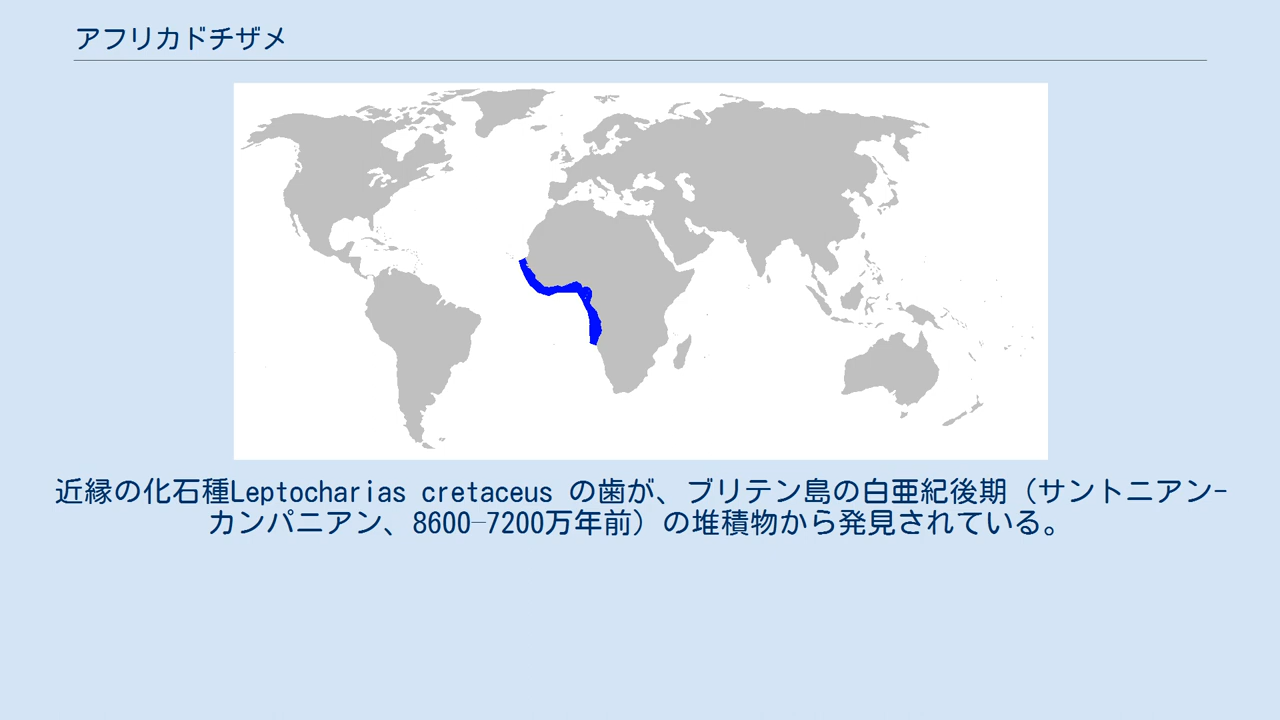 アフリカドチザメ
近縁の化石種Leptocharias cretaceus の歯が、ブリテン島の白亜紀後期（サントニアン-
カンパニアン、8600–7200万年前）の堆積物から発見されている。